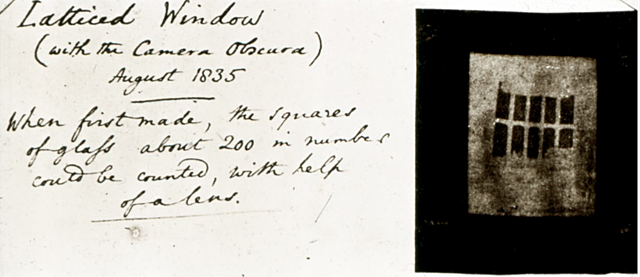 Latticed Window
(with the Camera Obscura)
August 1835
When first made, the squares
of glass about 200 in number
could be counted, with help
of a lens.